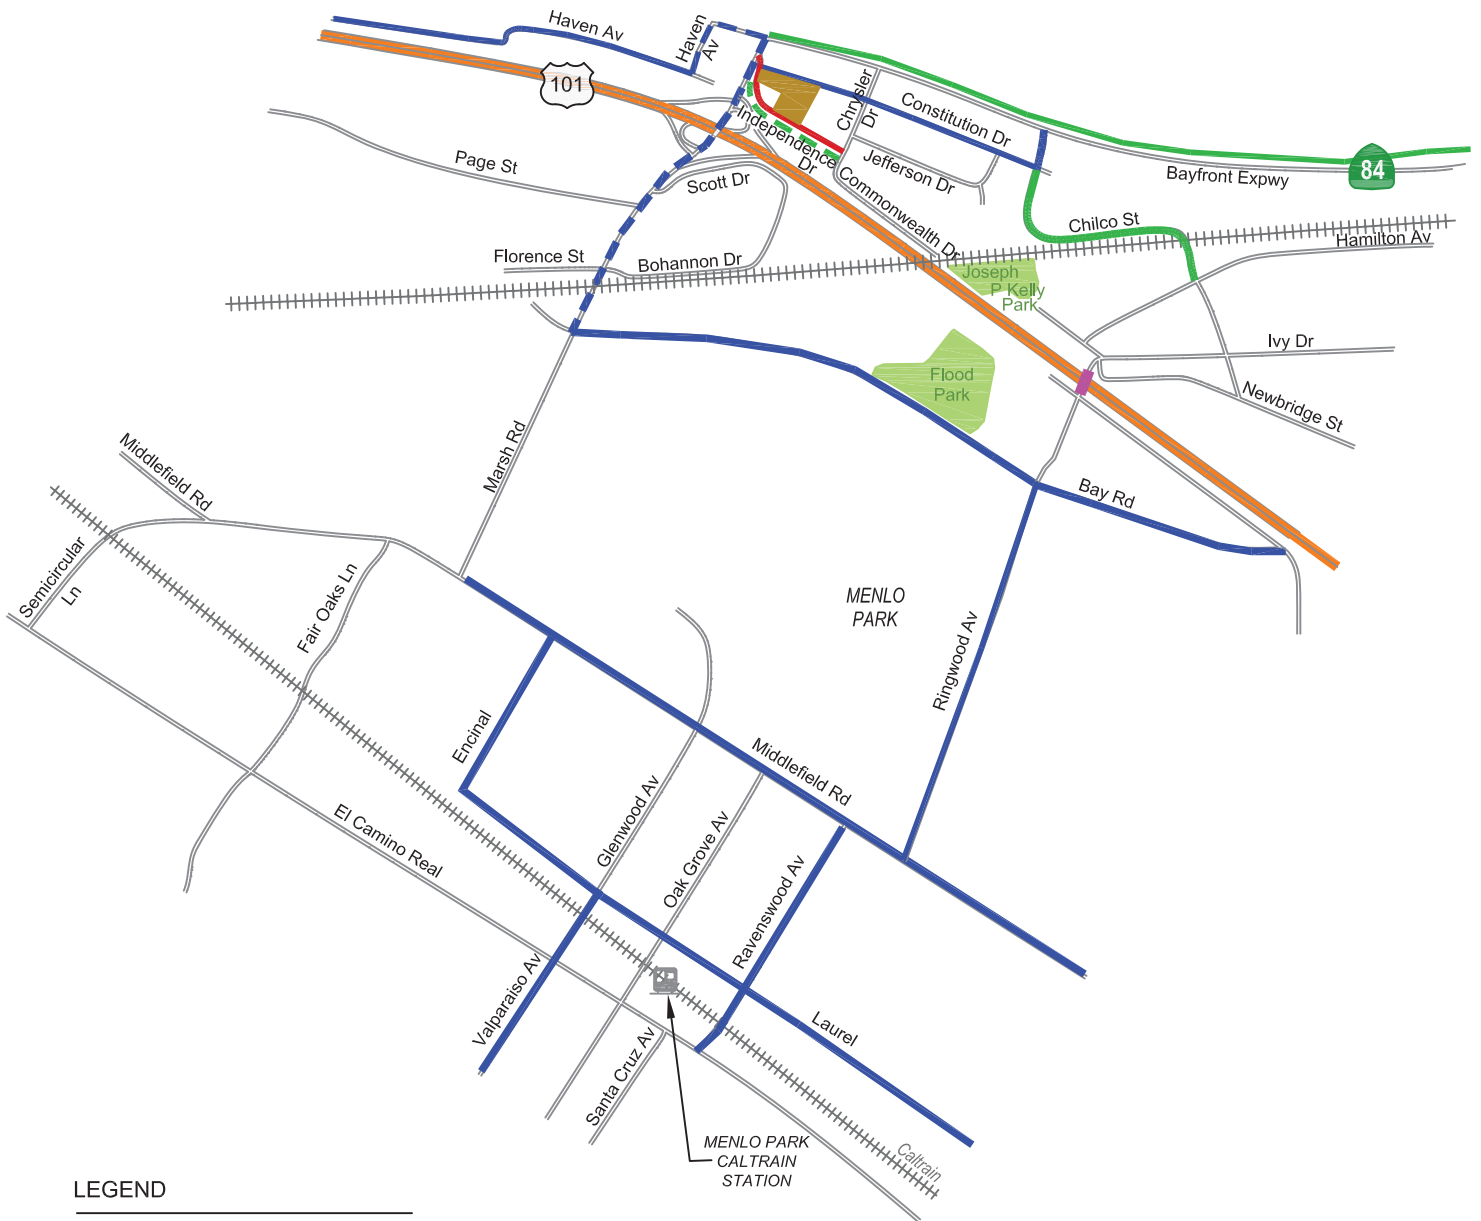 Haven Av
Haven
Av
101
Chrysler
Dr
Constitution Dr
Independence
Dr
Jefferson Dr
Bayfront Expwy
84
Page St
Scott Dr
Commonwealth Dr
Chilco St
Hamilton Av
Florence St
Bohannon Dr
Joseph
P Kelly
Park
Ivy Dr
Flood
Park
Newbridge St
Marsh Rd
Middlefield Rd
Bay Rd
Semicircular
Ln
Fair Oaks Ln
MENLO
PARK
Ringwood Av
Encinal
Middlefield Rd
Glenwood Av
El Camino Real
Oak Grove Av
Ravenswood Av
Valparaiso Av
Laurel
Santa Cruz Av
MENLO PARK
CALTRAIN
STATION
Caltrain
LEGEND